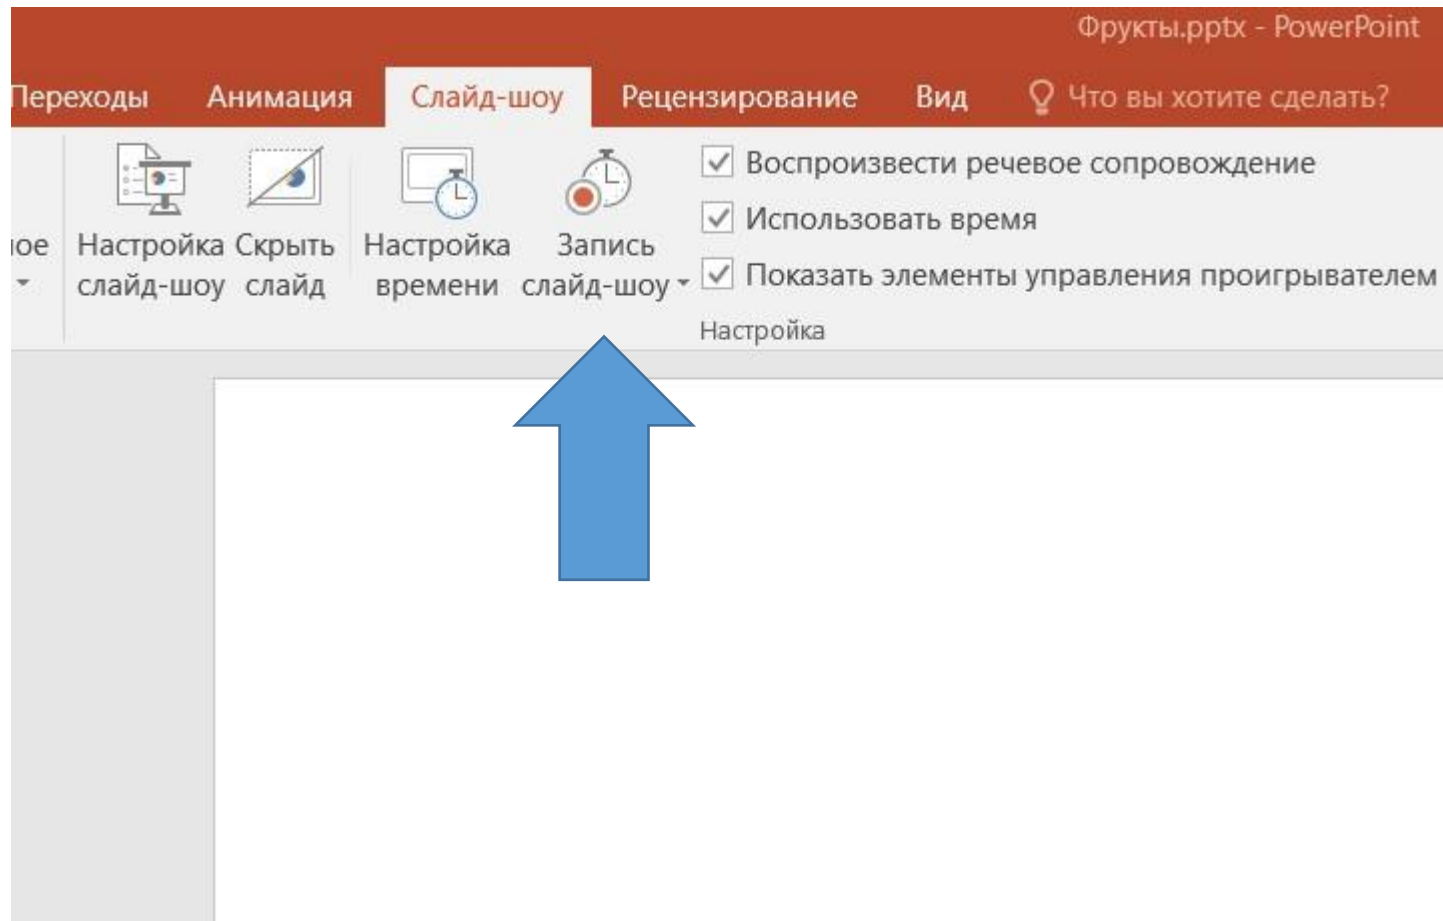 Фрукты.pptx - PowerPoint
Переходы Анимация Слайд-шоу Рецензирование Вид Что вы хотите сделать?
Настройка слайд-шоу
Скрыть слайд
Настройка времени
Запись слайд-шоу
Воспроизвести речевое сопровождение
Использовать время
Показать элементы управления проигрывателем
Настройка